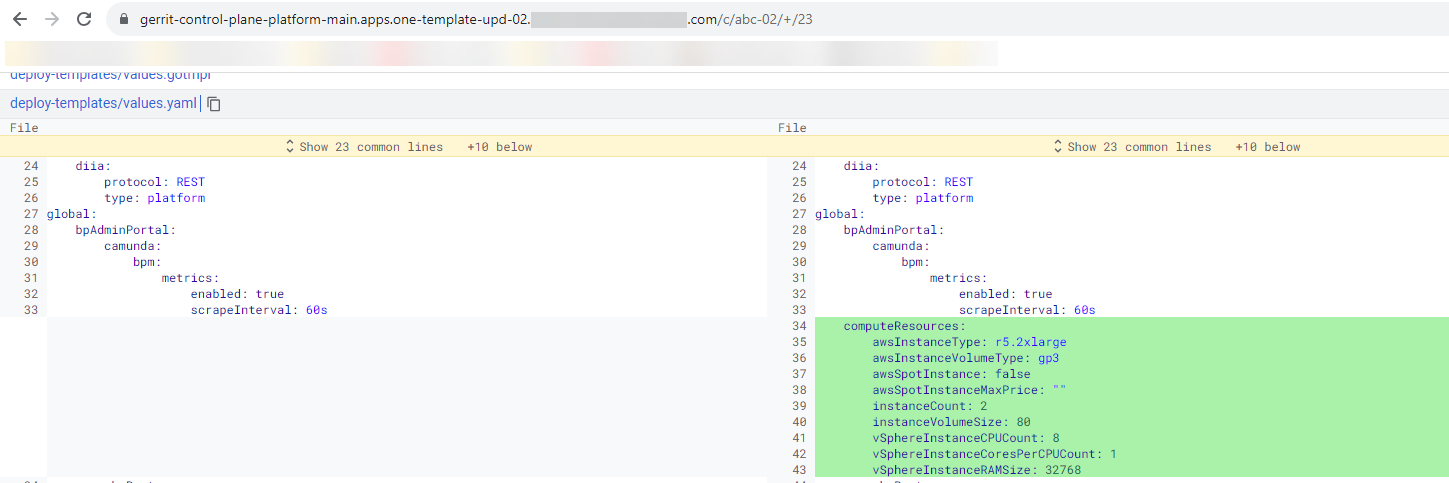 gerrit-control-plane-platform-main.apps.one-template-upd-02. .com/c/abc-02/+/23
deploy-templates/values.gotmpl
deploy-templates/values.yaml
File File
Show 23 common lines +10 below Show 23 common lines +10 below
24 diia: 24 diia:
25 protocol: REST 25 protocol: REST
26 type: platform 26 type: platform
27 global: 27 global:
28 bpAdminPortal: 28 bpAdminPortal:
29 camunda: 29 camunda:
30 bpm: 30 bpm:
31 metrics: 31 metrics:
32 enabled: true 32 enabled: true
33 scrapeInterval: 60s 33 scrapeInterval: 60s
34 computeResources:
35 awsInstanceType: r5.2xlarge
36 awsInstanceVolumeType: gp3
37 awsSpotInstance: false
38 awsSpotInstanceMaxPrice: ""
39 instanceCount: 2
40 instanceVolumeSize: 80
41 vSphereInstanceCPUCount: 8
42 vSphereInstanceCoresPerCPUCount: 1
43 vSphereInstanceRAMSize: 32768